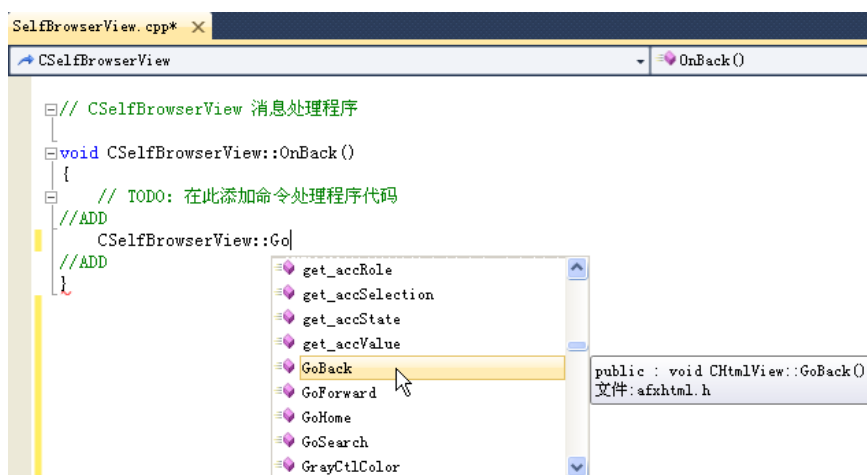 SelfBrowserView.cpp*
CSelfBrowserView
OnBack()
// CSelfBrowserView 消息处理程序
void CSelfBrowserView::OnBack()
{
// TODO: 在此添加命令处理程序代码
//ADD
CSelfBrowserView::Go
//ADD
}
get_accRole
get_accSelection
get_accState
get_accValue
GoBack
GoForward
GoHome
GoSearch
GrayCtlColor
public : void CHtmlView::GoBack()
文件:afxhtml.h